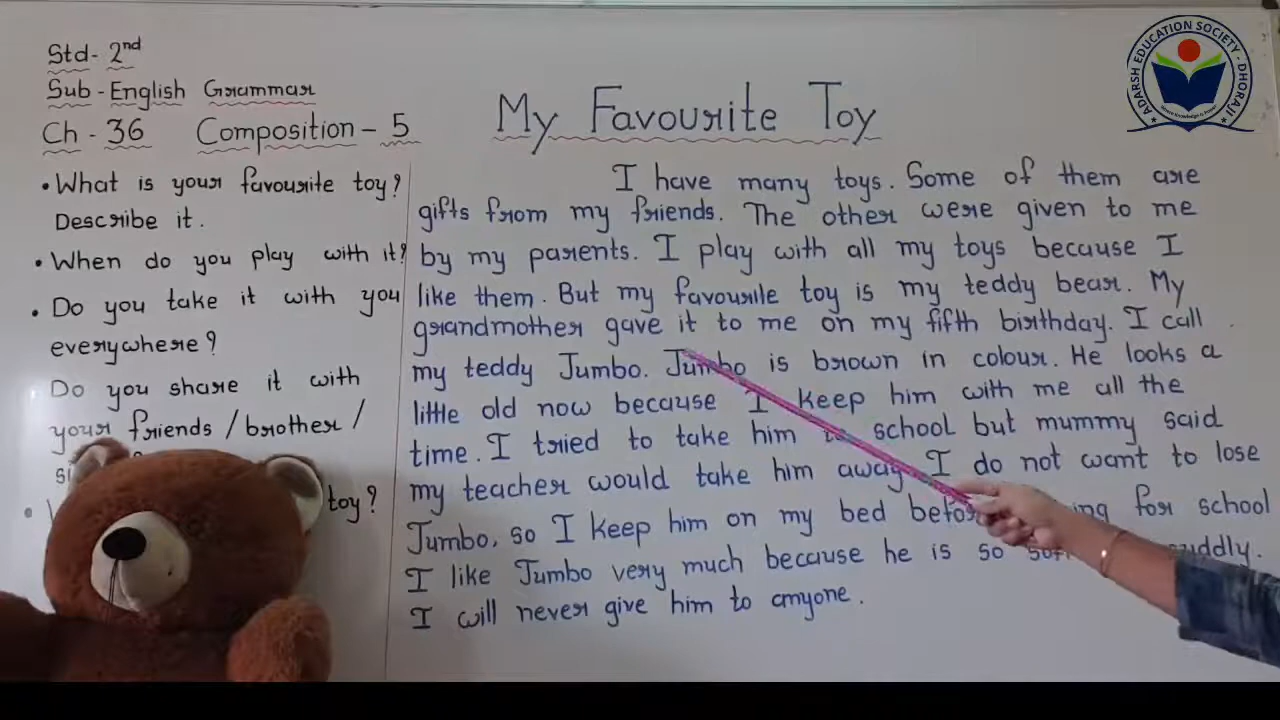 Std- 2nd
Sub - English Grammar
Ch - 36 Composition - 5
My Favourite Toy
• What is your favourite toy?
Describe it.
• When do you play with it?
• Do you take it with you
everywhere?
Do you share it with
your friends / brother /
toy?
I have many toys. Some of them are
gifts from my friends. The other were given to me
by my parents. I play with all my toys because I
like them. But my favourite toy is my teddy bear. My
grandmother gave it to me on my fifth birthday. I call
my teddy Jumbo. Jumbo is brown in colour. He looks a
little old now because I keep him with me all the
time. I tried to take him to school but mummy said
my teacher would take him away. I do not want to lose
Jumbo, so I keep him on my bed for school
I like Jumbo very much because he is so
I will never give him to anyone.
ADARSH EDUCATION SOCIETY - DHORAJI